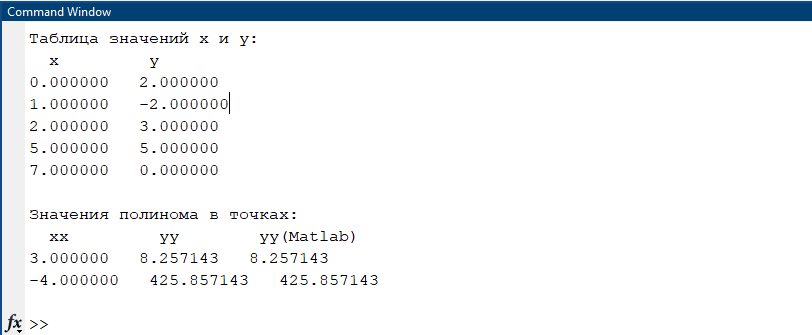 Command Window
Таблица значений x и y:
x y
0.000000 2.000000
1.000000 -2.000000
2.000000 3.000000
5.000000 5.000000
7.000000 0.000000
Значения полинома в точках:
xx yy yy(Matlab)
3.000000 8.257143 8.257143
-4.000000 425.857143 425.857143
fx >>